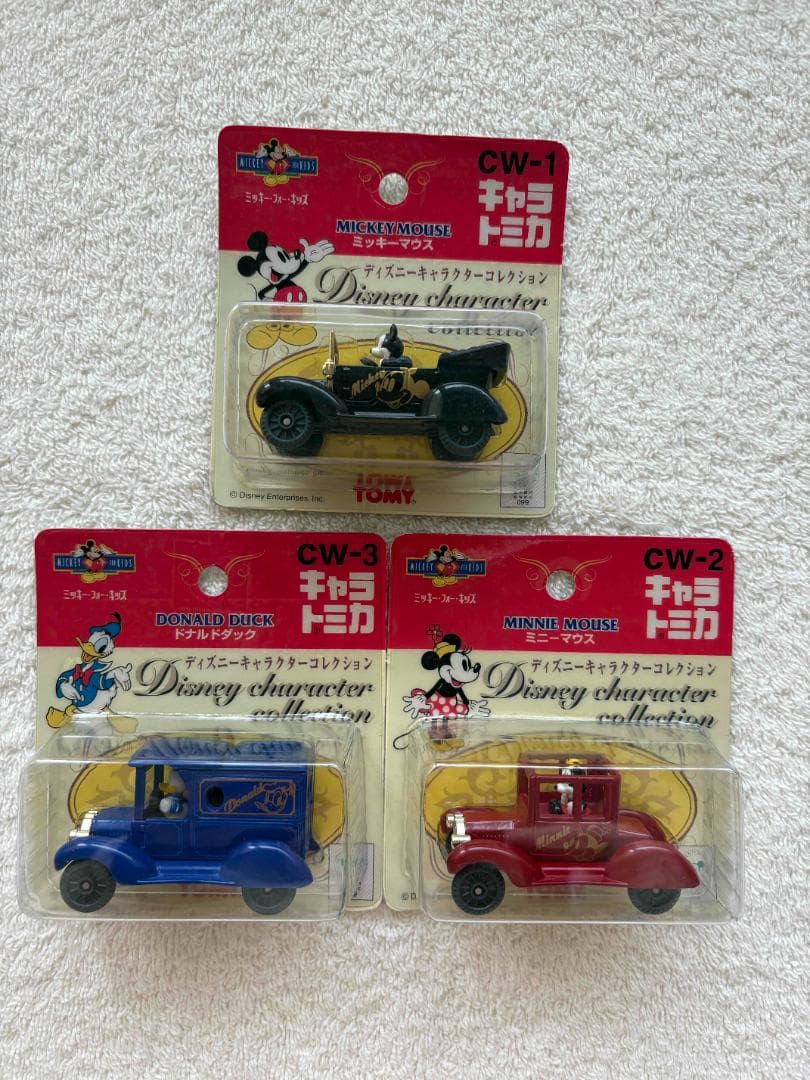 MICKEY FOR KIDS
ミッキー・フォー・キッズ
CW-1
キャラ
トミカ
MICKEY MOUSE
ミッキーマウス
ディズニーキャラクターコレクション
Disney character
collection
Mickey
© Disney Enterprises, Inc.
TOMY
099
MICKEY FOR KIDS
ミッキー・フォー・キッズ
CW-3
キャラ
トミカ
DONALD DUCK
ドナルドダック
ディズニーキャラクターコレクション
Disney character
collection
Donald
MICKEY FOR KIDS
ミッキー・フォー・キッズ
CW-2
キャラ
トミカ
MINNIE MOUSE
ミニーマウス
ディズニーキャラクターコレクション
Disney character
collection
Minnie